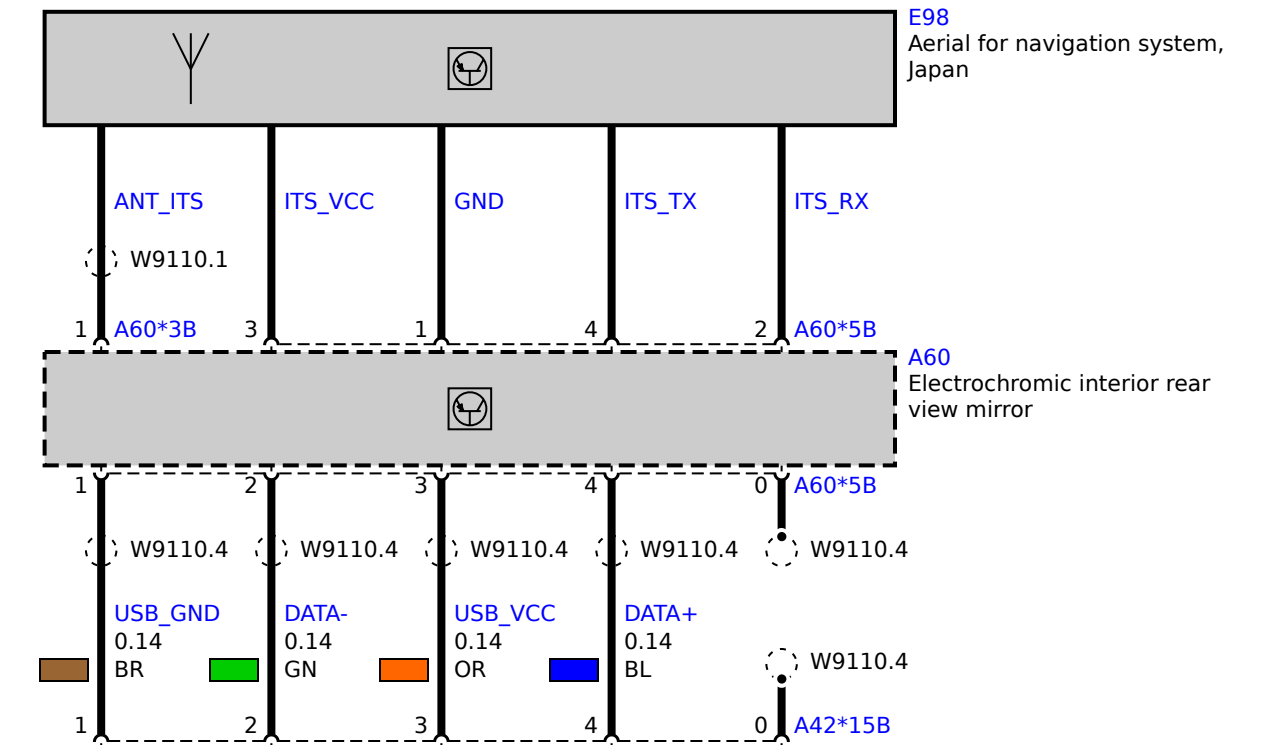 E98
Aerial for navigation system,
Japan
ANT_ITS ITS_VCC GND ITS_TX ITS_RX
W9110.1
1 A60*3B 3 1 4 2 A60*5B
A60
Electrochromic interior rear
view mirror
1 2 3 4 0 A60*5B
W9110.4 W9110.4 W9110.4 W9110.4 W9110.4
USB_GND DATA- USB_VCC DATA+
0.14 0.14 0.14 0.14
W9110.4
BR GN OR BL
1 2 3 4 0 A42*15B